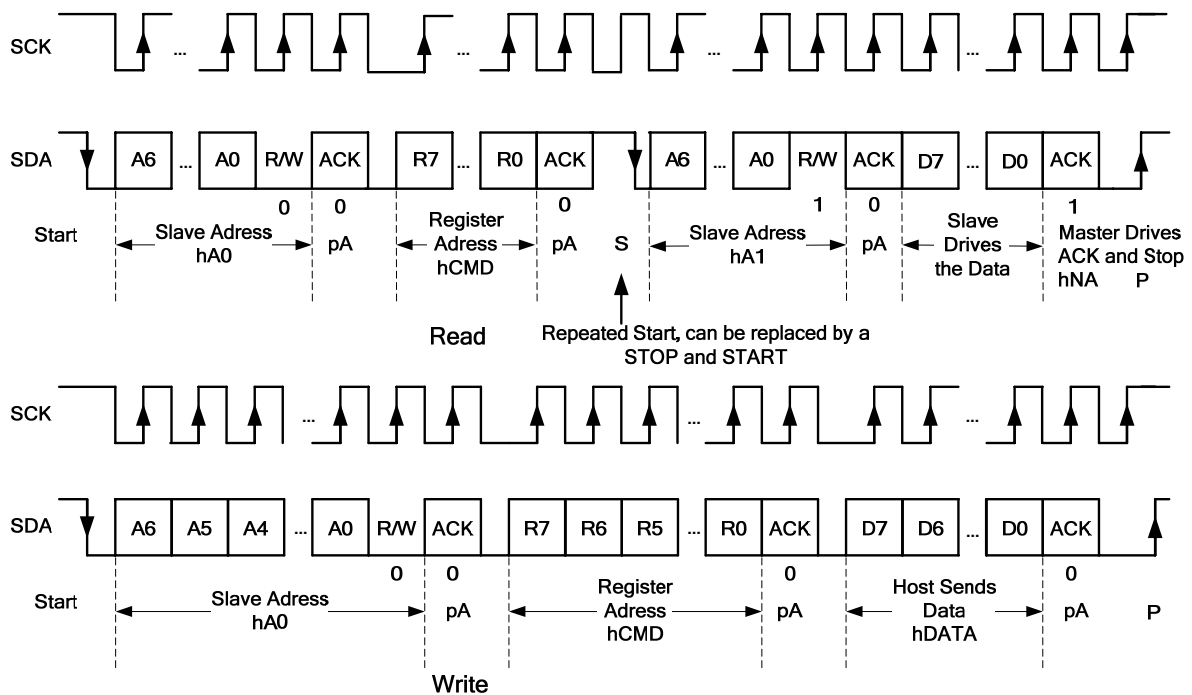 SCK ... ... ... ...
SDA A6 ... A0 R/W ACK R7 ... R0 ACK A6 ... A0 R/W ACK D7 ... D0 ACK
0 0 0 1 0 1
Start Slave Adress pA Register pA S Slave Adress pA Slave Master Drives
hA0 Adress hA1 Drives ACK and Stop
hCMD the Data hNA P
Read Repeated Start, can be replaced by a
STOP and START
SCK ... ... ...
SDA A6 A5 A4 ... A0 R/W ACK R7 R6 R5 ... R0 ACK D7 D6 ... D0 ACK
0 0 0 0
Start Slave Adress pA Register pA Host Sends pA P
hA0 Adress Data
hCMD hDATA
Write